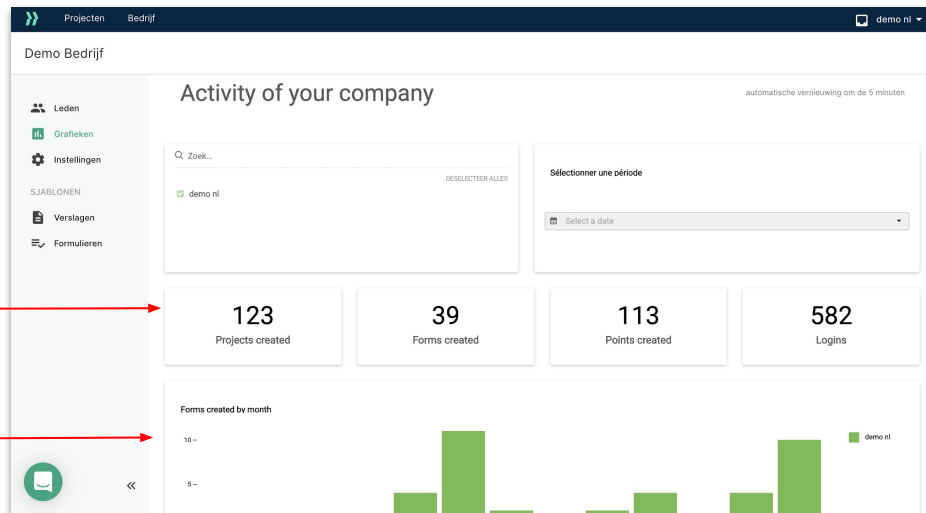 Projecten Bedrijf demo nl
Demo Bedrijf
Activity of your company
automatische vernieuwing om de 5 minuten
Leden
Grafieken
Instellingen
SJABLONEN
Verslagen
Formulieren
Zoek...
DESELECTEER ALLES
demo nl
Sélectionner une période
Select a date
123
Projects created
39
Forms created
113
Points created
582
Logins
Forms created by month
10
5
demo nl